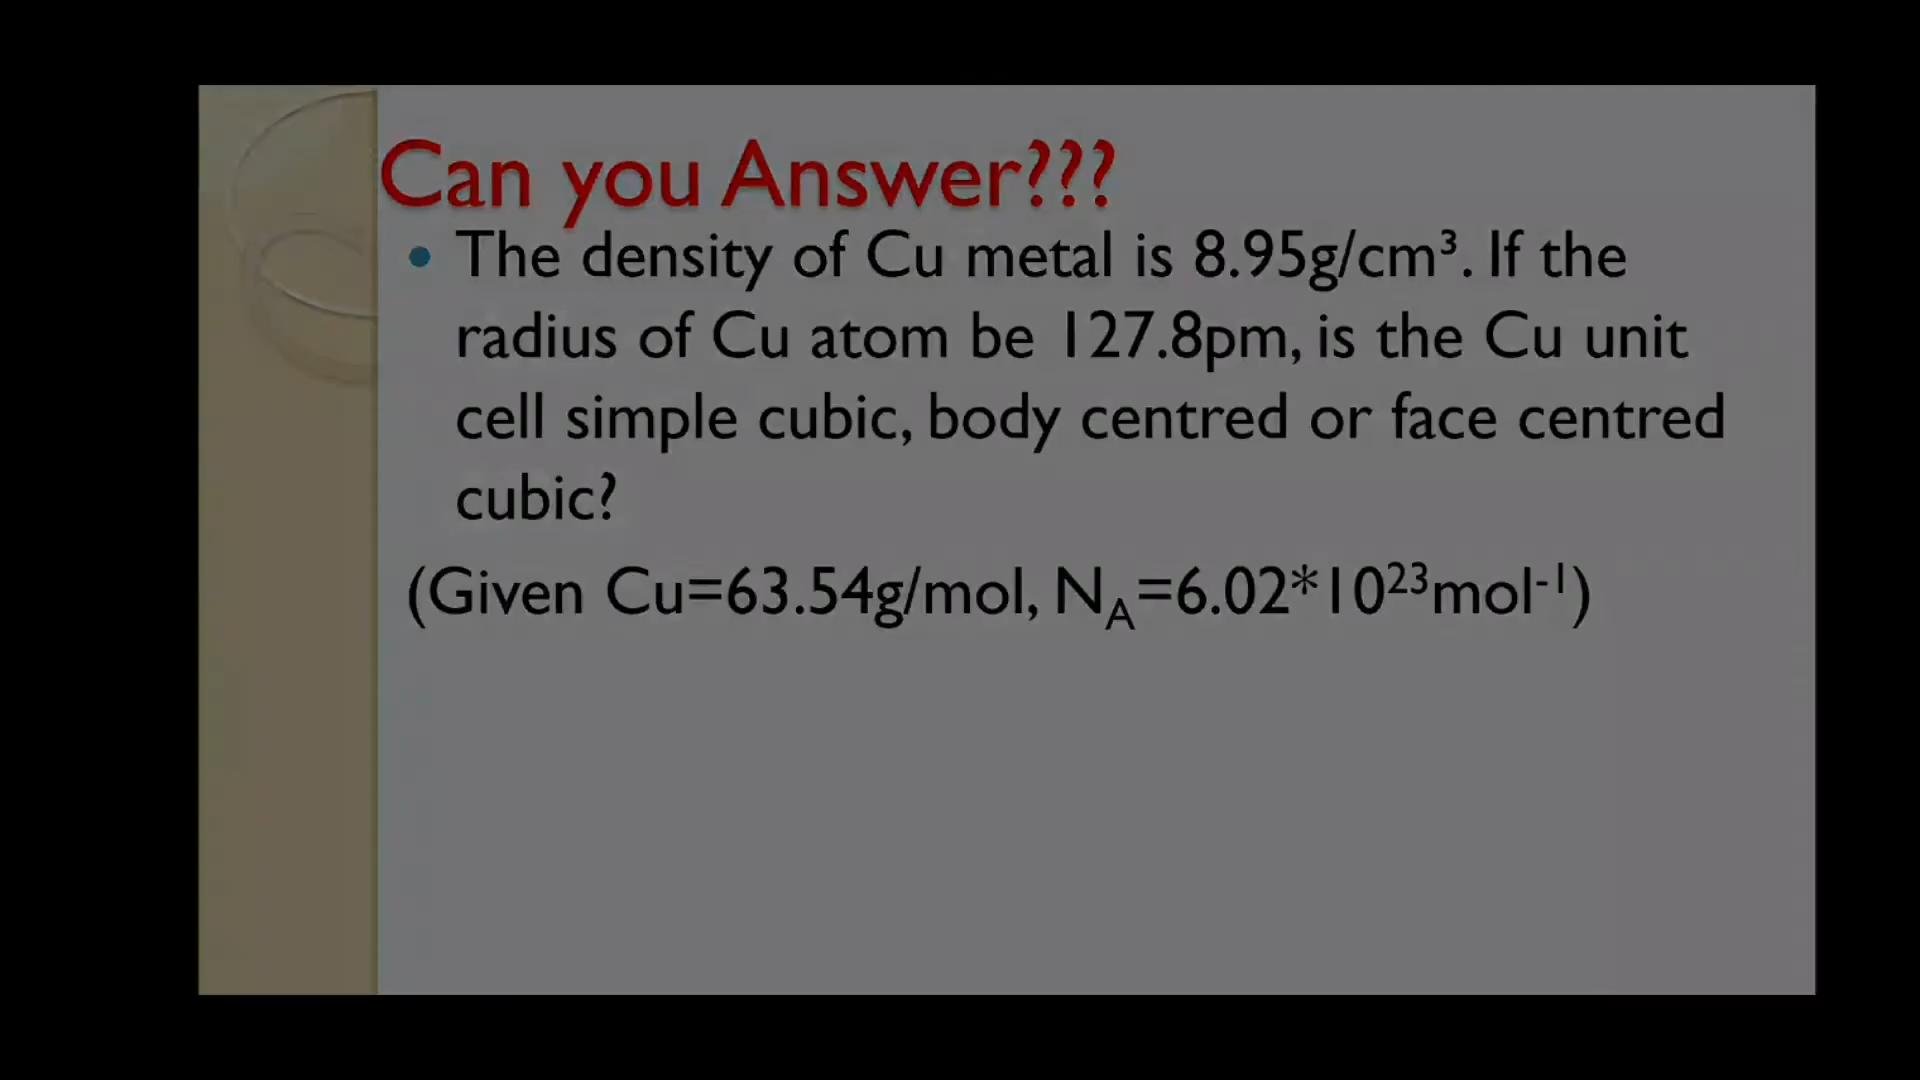 Can you Answer???
• The density of Cu metal is 8.95g/cm³. If the
radius of Cu atom be 127.8pm, is the Cu unit
cell simple cubic, body centred or face centred
cubic?
(Given Cu=63.54g/mol, N_A=6.02*10²³mol⁻¹)